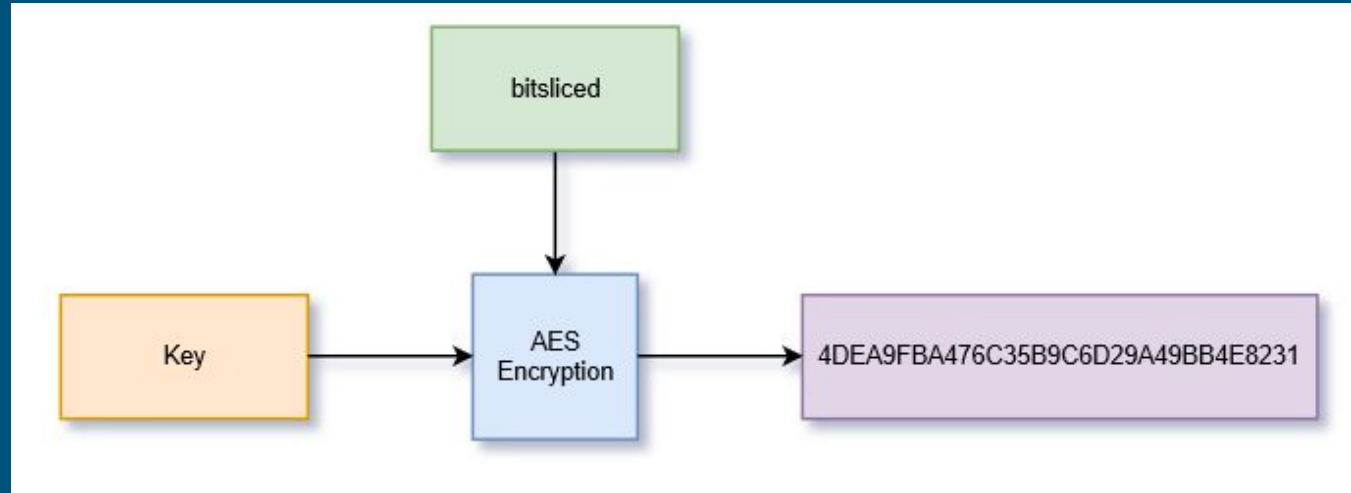 bitsliced
Key
AES
Encryption
4DEA9FBA476C35B9C6D29A49BB4E8231